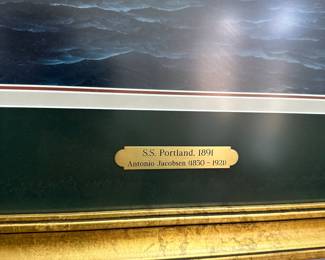 S.S. Portland, 1891
Antonio Jacobsen (1850 - 1921)